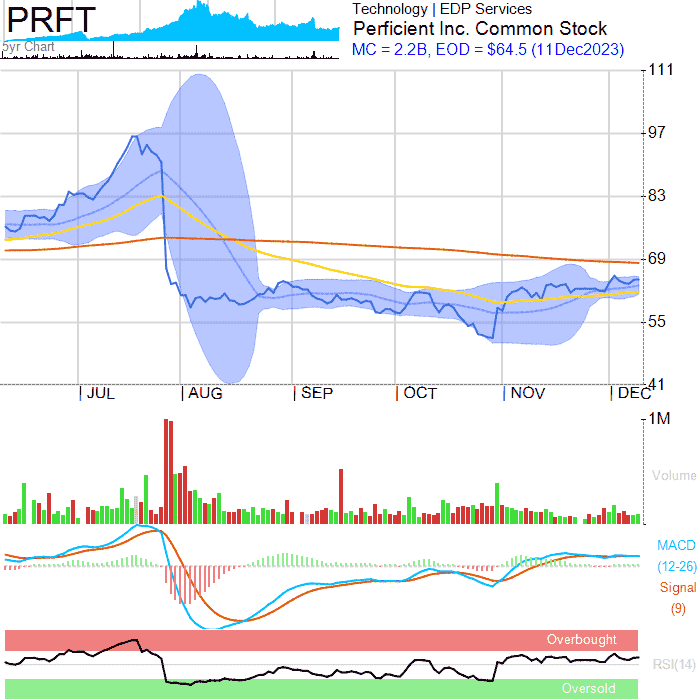 PRFT
5yr Chart
Technology | EDP Services
Perficient Inc. Common Stock
MC = 2.2B, EOD = $64.5 (11Dec2023)
111
97
83
69
55
41
JUL
AUG
SEP
OCT
NOV
DEC
1M
Volume
MACD
(12-26)
Signal
(9)
Overbought
RSI(14)
Oversold